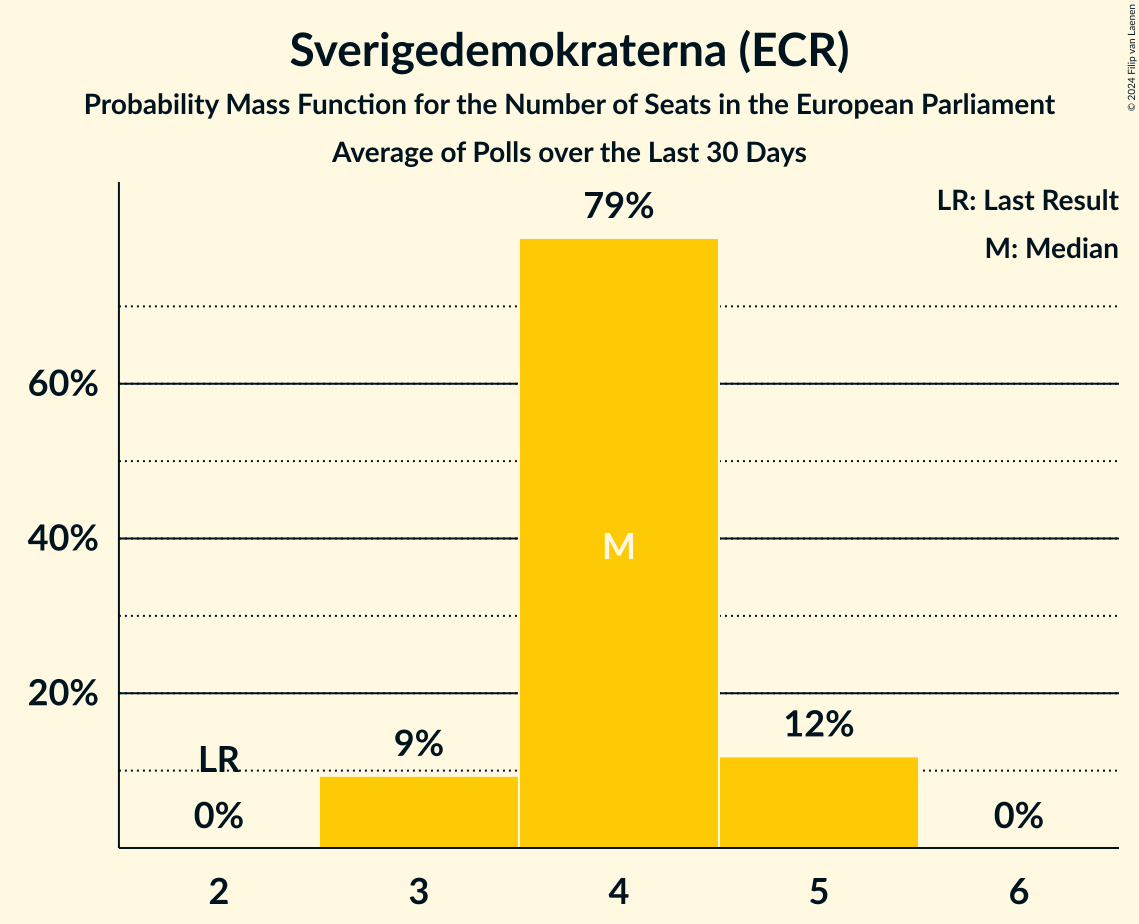 Sverigedemokraterna (ECR)
Probability Mass Function for the Number of Seats in the European Parliament
Average of Polls over the Last 30 Days
© 2024 Filip van Laenen
LR: Last Result
M: Median
79%
60%
40%
20%
M
LR
0%
9%
12%
0%
2 3 4 5 6